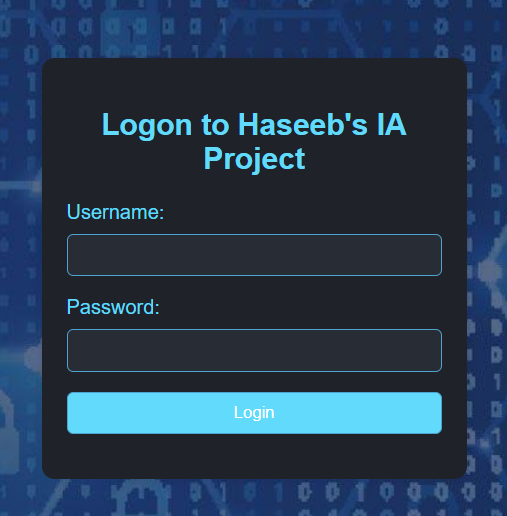 Logon to Haseeb's IA
Project
Username:
Password:
Login